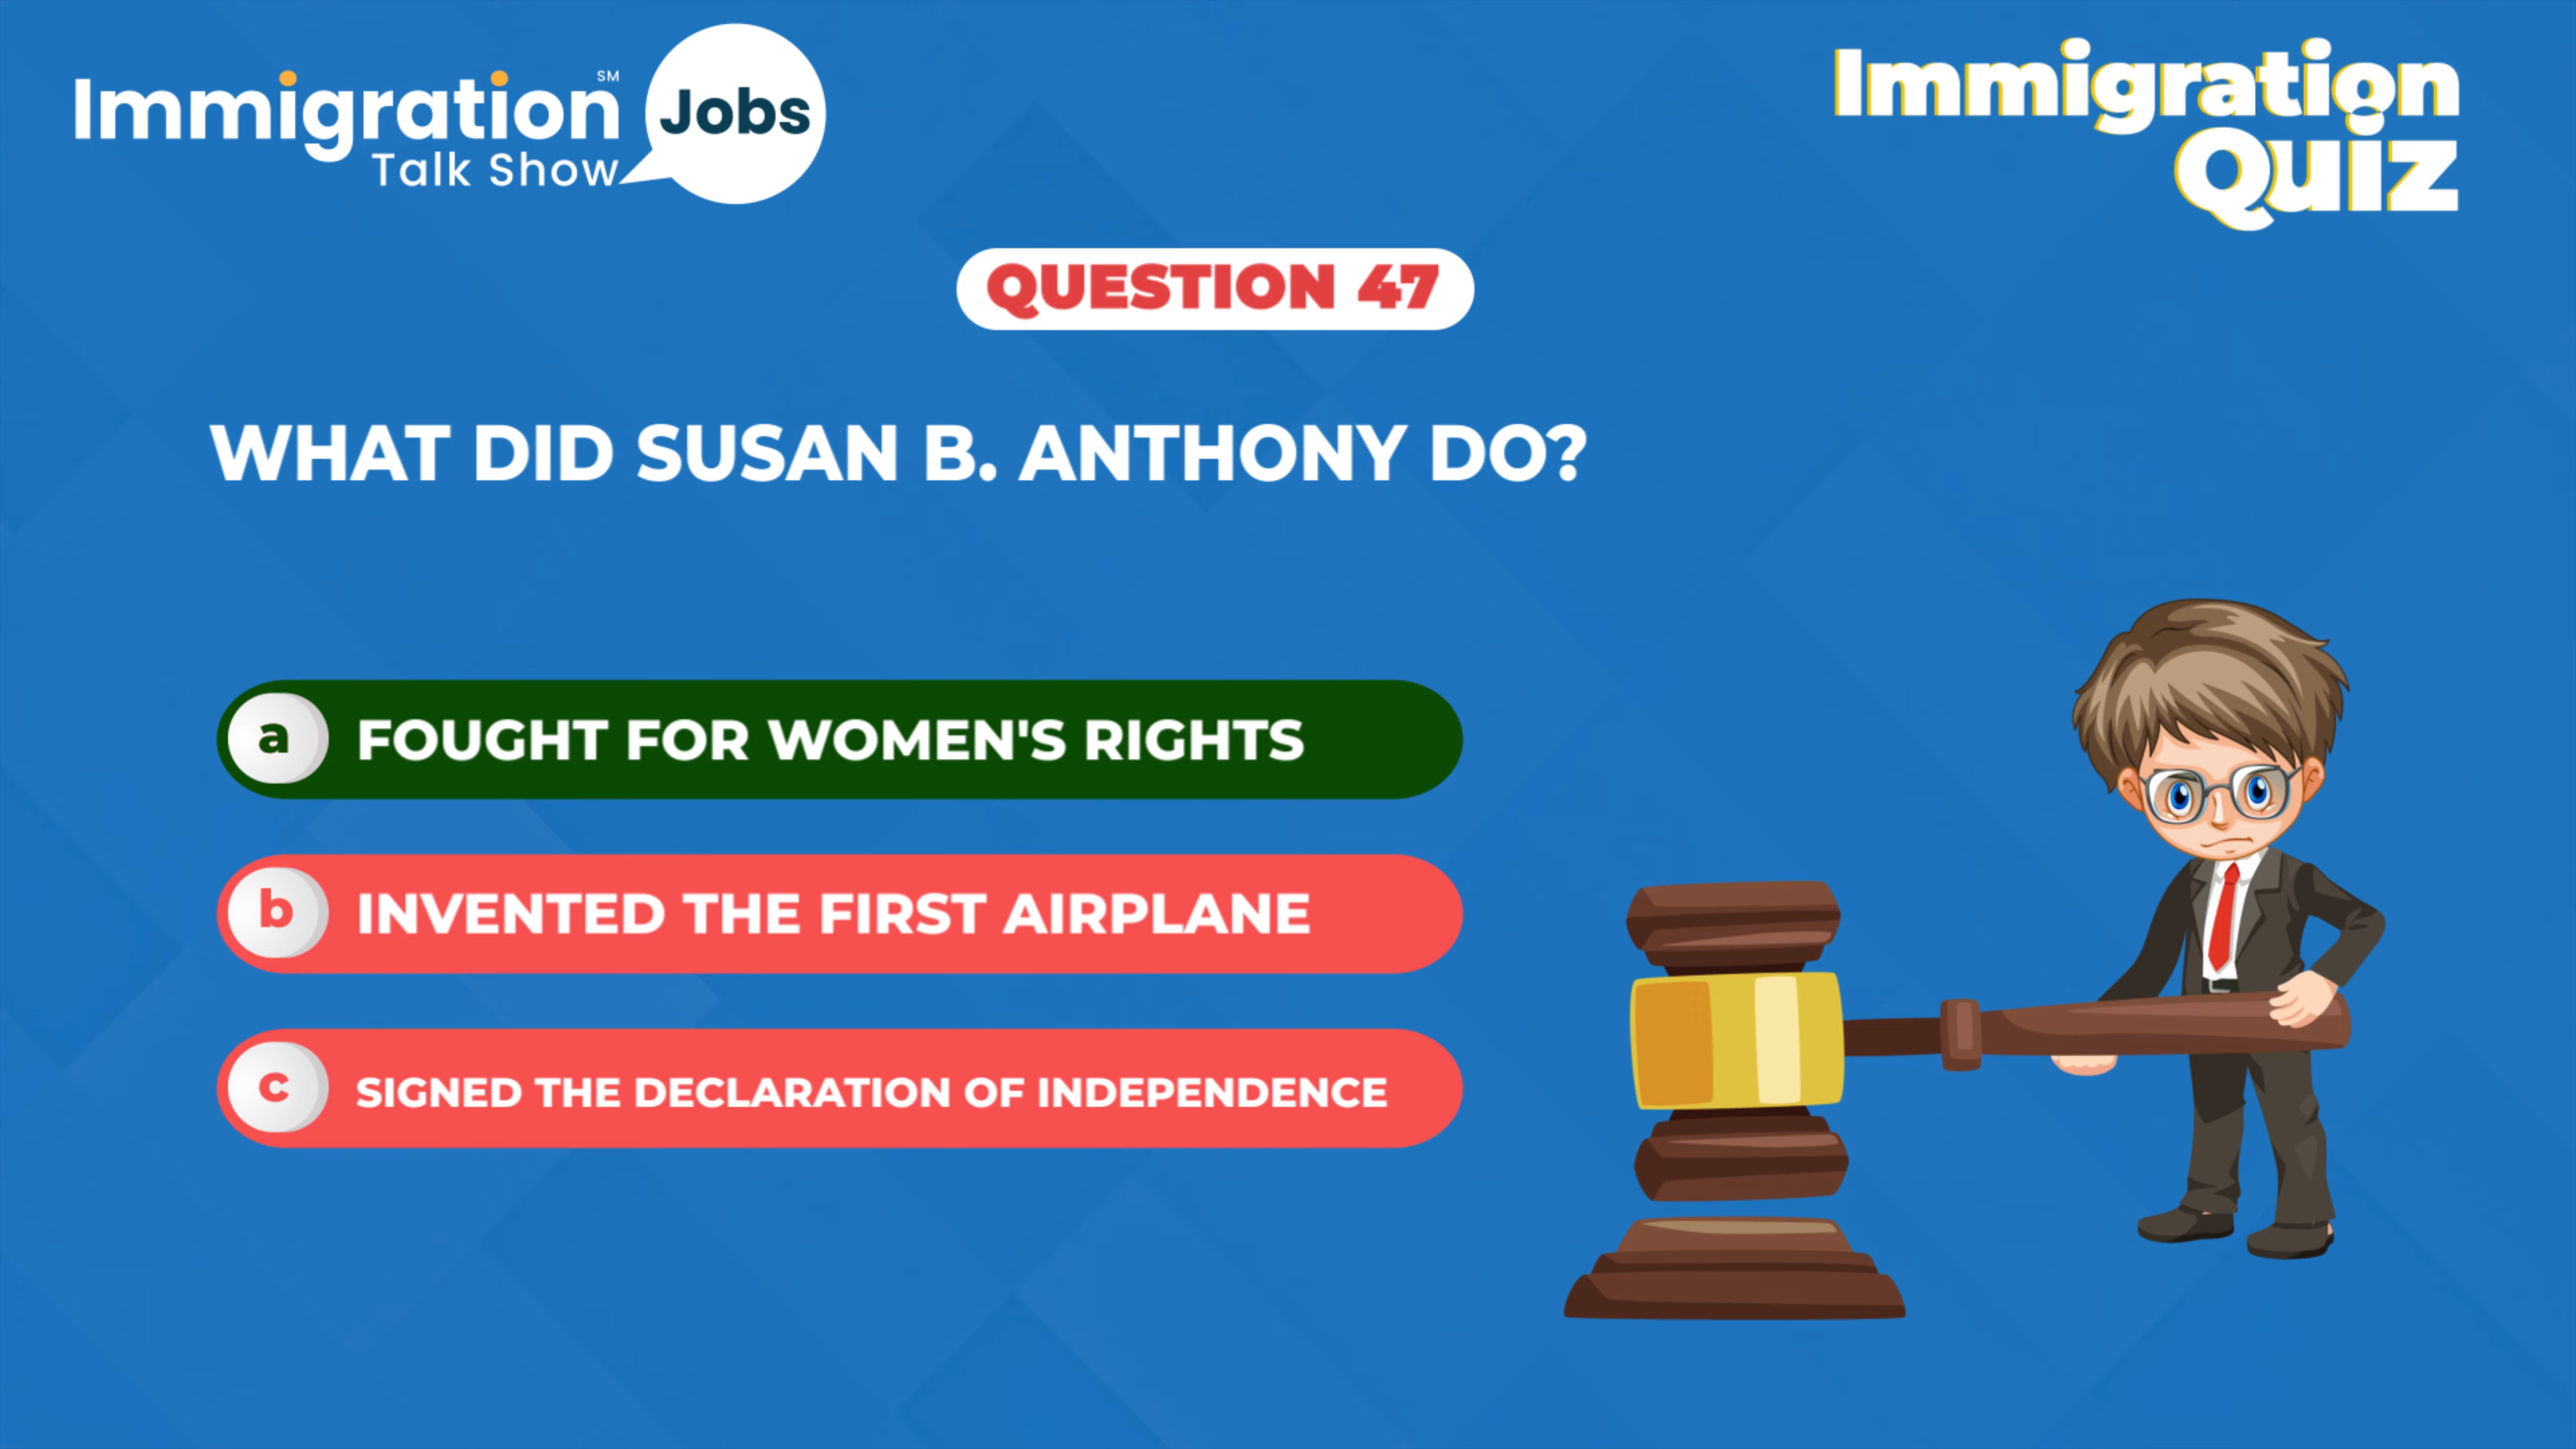 Immigration SM
Talk Show
Jobs
Immigration
Quiz
QUESTION 47
WHAT DID SUSAN B. ANTHONY DO?
a FOUGHT FOR WOMEN'S RIGHTS
b INVENTED THE FIRST AIRPLANE
c SIGNED THE DECLARATION OF INDEPENDENCE